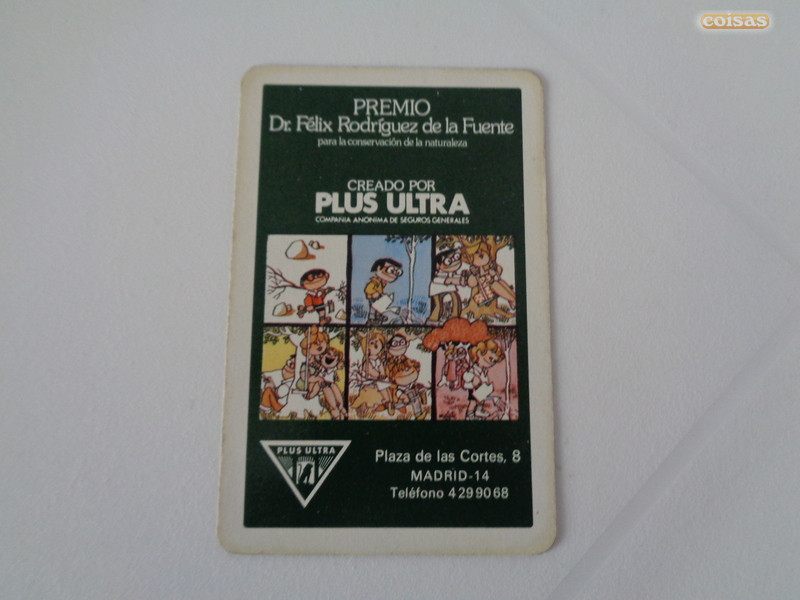 coisas
PREMIO
Dr. Félix Rodríguez de la Fuente
para la conservación de la naturaleza
CREADO POR
PLUS ULTRA
COMPAÑIA ANONIMA DE SEGUROS GENERALES
PLUS ULTRA
Plaza de las Cortes, 8
MADRID-14
Teléfono 4299068